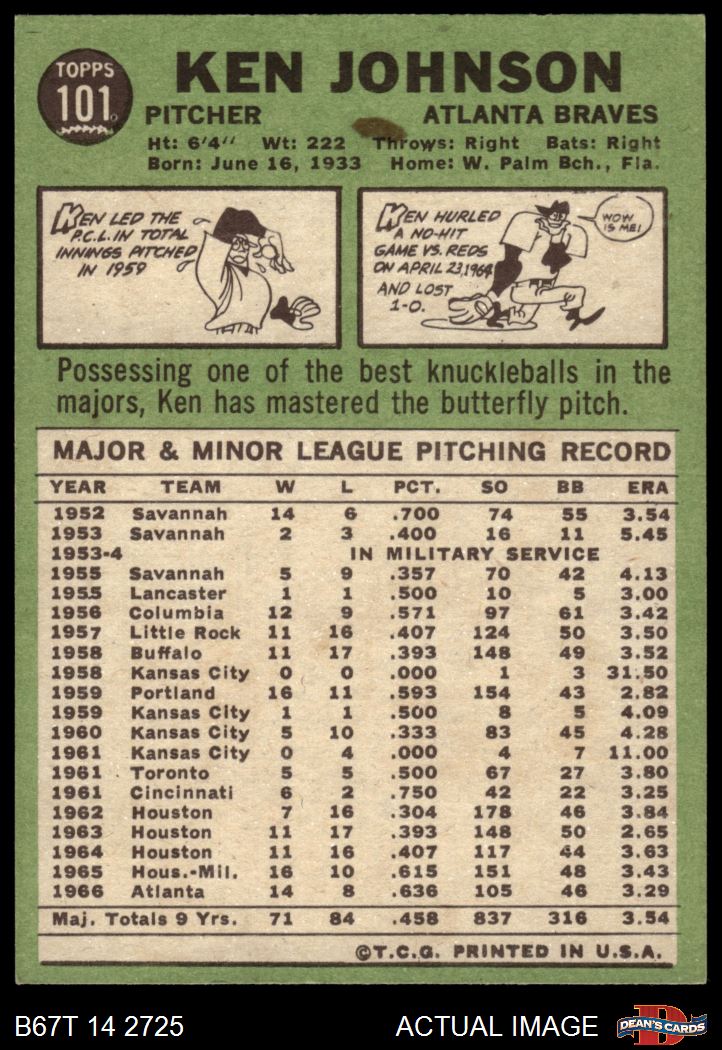 TOPPS
101
KEN JOHNSON
PITCHER ATLANTA BRAVES
Ht: 6'4" Wt: 222 Throws: Right Bats: Right
Born: June 16, 1933 Home: W. Palm Bch., Fla.
KEN LED THE
P.C.L. IN TOTAL
INNINGS PITCHED
IN 1959
KEN HURLED
A NO-HIT
GAME VS. REDS
ON APRIL 23, 1964
AND LOST
1-0.
WOW
IS ME!
Possessing one of the best knuckleballs in the
majors, Ken has mastered the butterfly pitch.
MAJOR & MINOR LEAGUE PITCHING RECORD
YEAR TEAM W L PCT. SO BB ERA
1952 Savannah 14 6 .700 74 55 3.54
1953 Savannah 2 3 .400 16 11 5.45
1953-4 IN MILITARY SERVICE
1955 Savannah 5 9 .357 70 42 4.13
1955 Lancaster 1 1 .500 10 5 3.00
1956 Columbia 12 9 .571 97 61 3.42
1957 Little Rock 11 16 .407 124 50 3.50
1958 Buffalo 11 17 .393 148 49 3.52
1958 Kansas City 0 0 .000 1 3 31.50
1959 Portland 16 11 .593 154 43 2.82
1959 Kansas City 1 1 .500 8 5 4.09
1960 Kansas City 5 10 .333 83 45 4.28
1961 Kansas City 0 4 .000 4 7 11.00
1961 Toronto 5 5 .500 67 27 3.80
1961 Cincinnati 6 2 .750 42 22 3.25
1962 Houston 7 16 .304 178 46 3.84
1963 Houston 11 17 .393 148 50 2.65
1964 Houston 11 16 .407 117 44 3.63
1965 Hous.-Mil. 16 10 .615 151 48 3.43
1966 Atlanta 14 8 .636 105 46 3.29
Maj. Totals 9 Yrs. 71 84 .458 837 316 3.54
©T.C.G. PRINTED IN U.S.A.
B67T 14 2725 ACTUAL IMAGE
D
DEAN'S CARDS